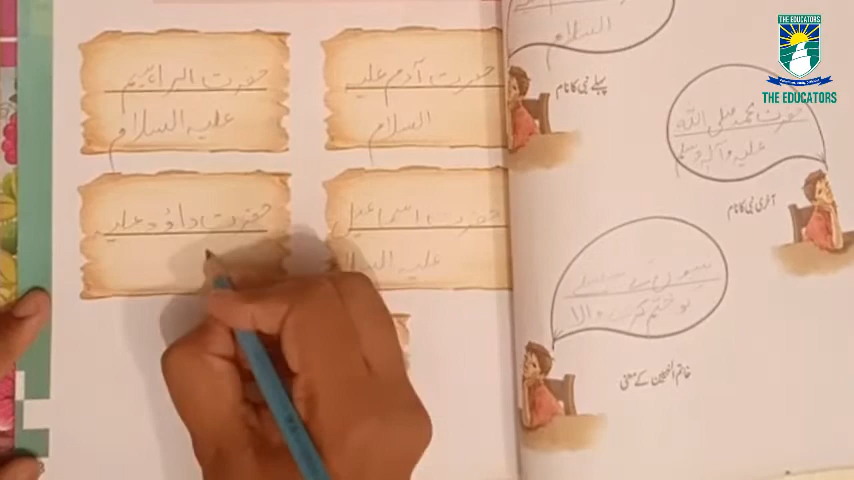 السلام
پہلے نبی کا نام
حضرت محمد صلی اللہ
علیہ وآلہ وسلم
آخری نبی کا نام
ختم کرنے والا
خاتم النبیین کے معنی
حضرت آدم علیہ
السلام
حضرت ابراہیم
علیہ السلام
حضرت اسماعیل
علیہ السلا
حضرت داؤد علیہ
THE EDUCATORS
THE EDUCATORS